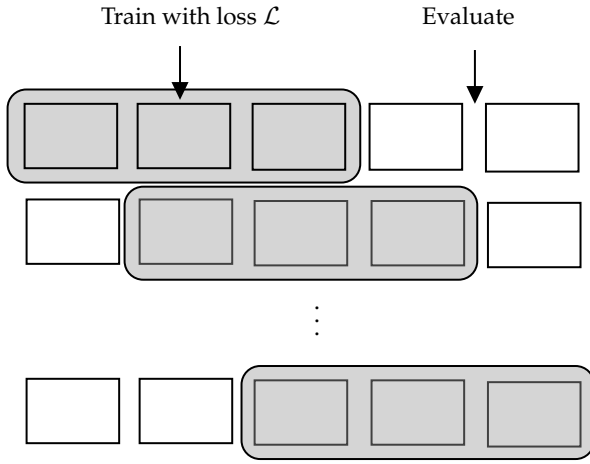 Train with loss ℒ
Evaluate
⋮